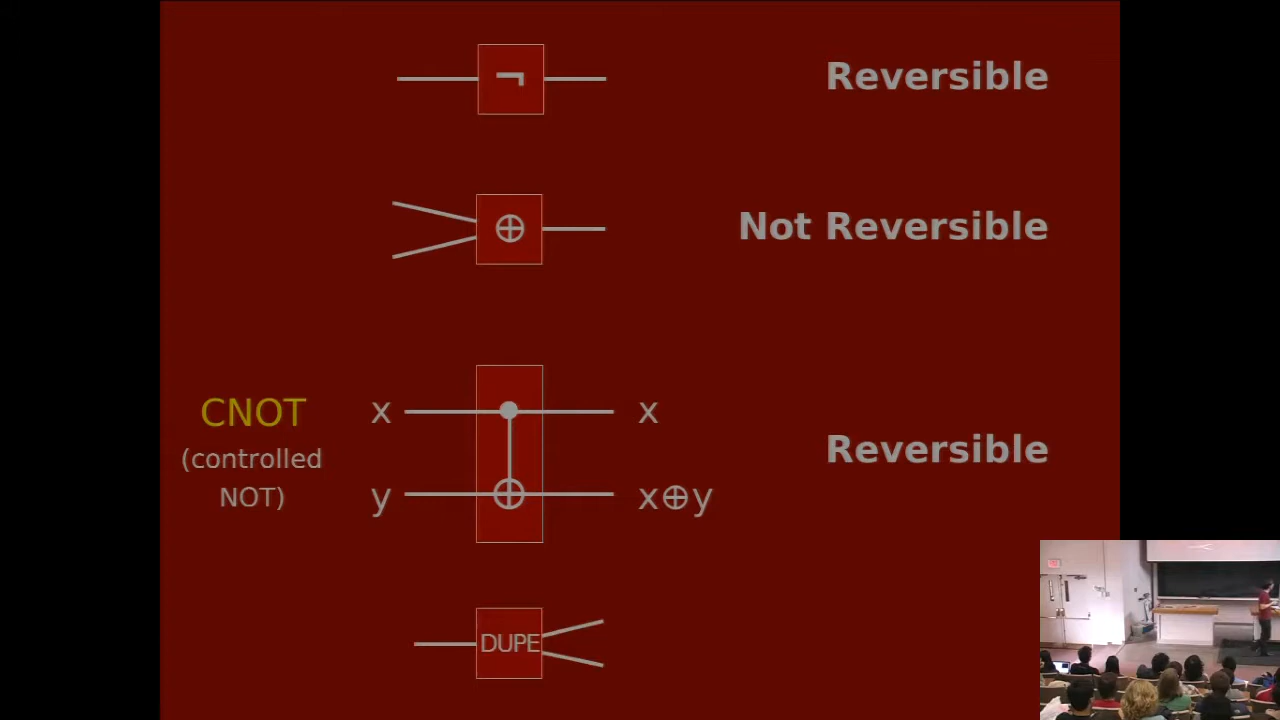 ¬ Reversible
⊕ Not Reversible
CNOT x x
(controlled Reversible
NOT) y x⊕y
DUPE